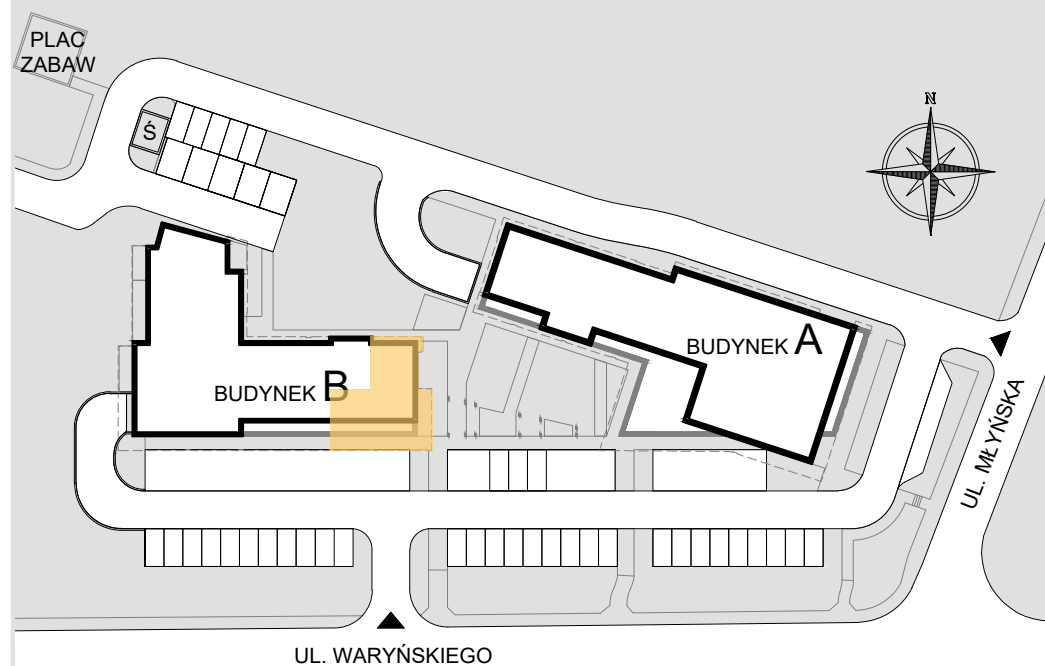 PLAC
ZABAW
Ś
N
BUDYNEK A
BUDYNEK B
UL. MŁYŃSKA
UL. WARYŃSKIEGO